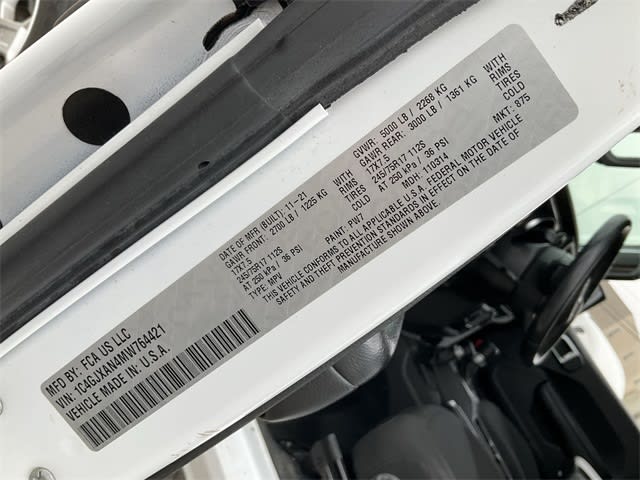 MFD BY: FCA US LLC
DATE OF MFR (BUILT): 11-21
GVWR: 5000 LB / 2268 KG
GAWR FRONT: 2700 LB / 1225 KG
WITH
GAWR REAR: 3000 LB / 1361 KG
WITH
17X7.5
RIMS
17X7.5
RIMS
245/75R17 112S
TIRES
245/75R17 112S
TIRES
AT 250 kPa / 36 PSI
COLD
AT 250 kPa / 36 PSI
COLD
VIN: 1C4GJXAN4MW764421
TYPE: MPV
PAINT: PW7
MDH: 110314
MKT: 875
VEHICLE MADE IN: U.S.A.
THIS VEHICLE CONFORMS TO ALL APPLICABLE U.S.A. FEDERAL MOTOR VEHICLE
SAFETY AND THEFT PREVENTION STANDARDS IN EFFECT ON THE DATE OF
MANUFACTURE SHOWN ABOVE.